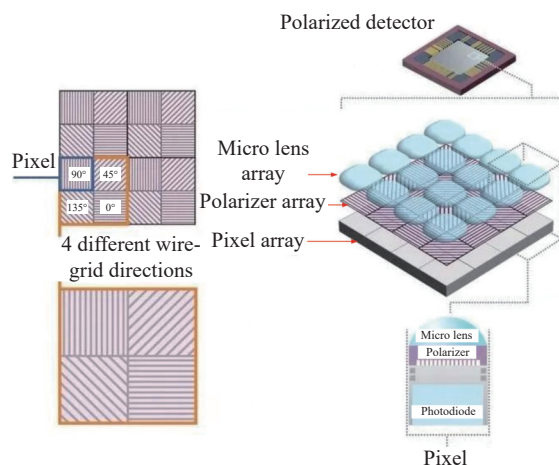 Polarized detector
Pixel
90°
45°
135°
0°
4 different wire-
grid directions
Micro lens
array
Polarizer array
Pixel array
Micro lens
Polarizer
Photodiode
Pixel